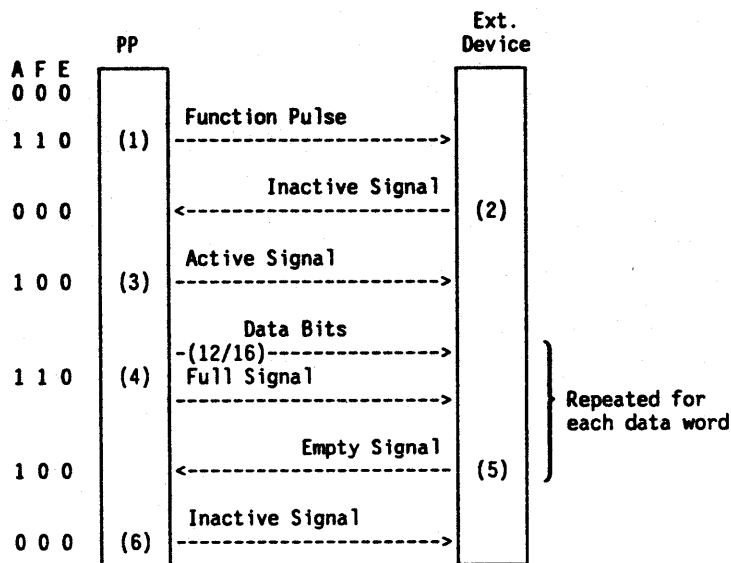 Ext.
PP Device
A F E
0 0 0
Function Pulse
1 1 0 (1) ------------------------>
Inactive Signal
0 0 0 <------------------------ (2)
Active Signal
1 0 0 (3) ------------------------>
Data Bits
-(12/16)---------------->
1 1 0 (4) Full Signal
------------------------>
Repeated for
each data word
Empty Signal
1 0 0 <------------------------ (5)
Inactive Signal
0 0 0 (6) ------------------------>